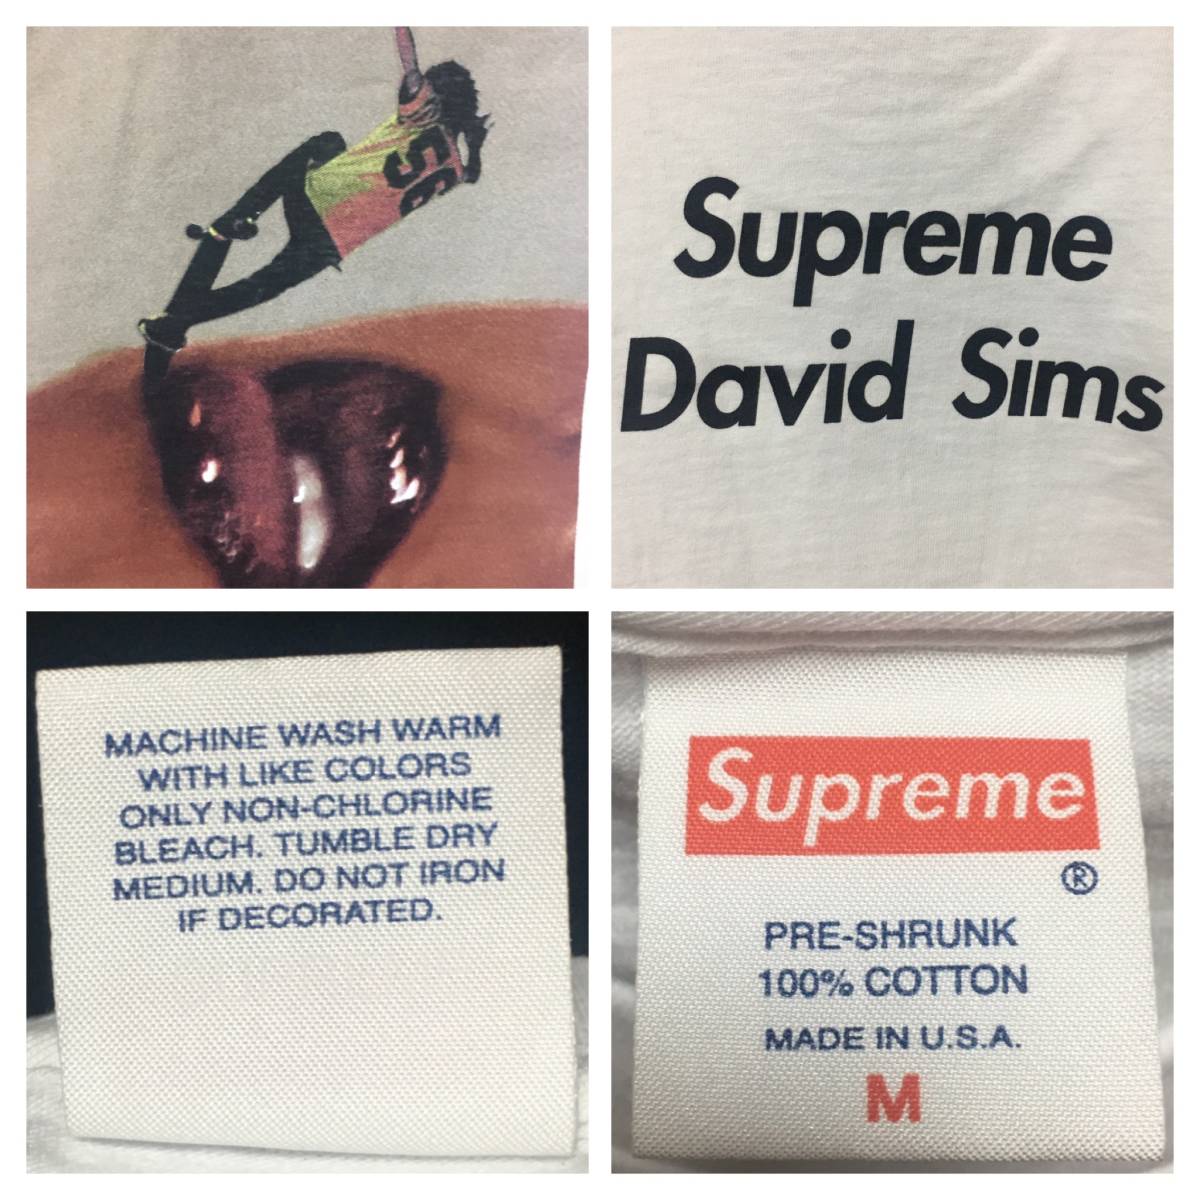 56
Supreme
David Sims
MACHINE WASH WARM
WITH LIKE COLORS
ONLY NON-CHLORINE
BLEACH. TUMBLE DRY
MEDIUM. DO NOT IRON
IF DECORATED.
Supreme
®
PRE-SHRUNK
100% COTTON
MADE IN U.S.A.
M